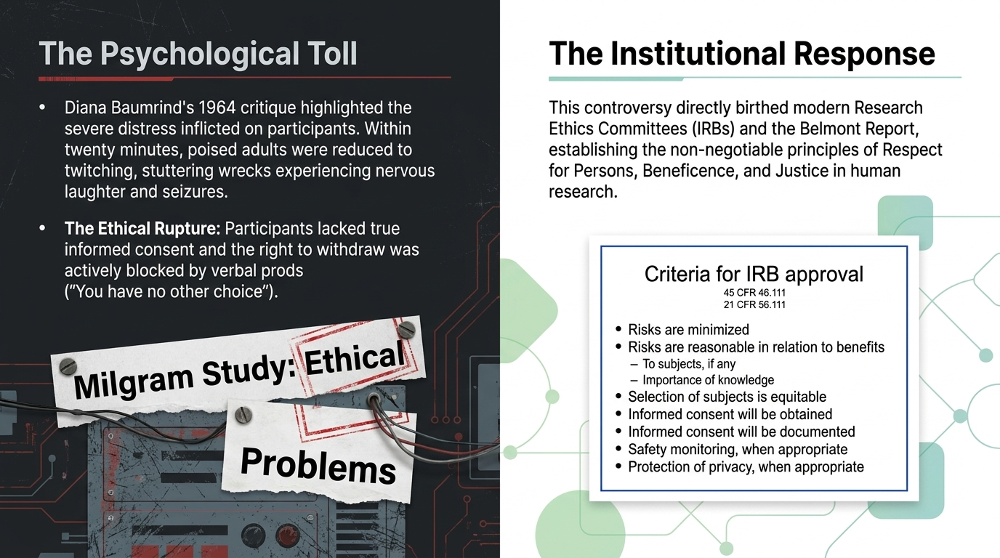 The Psychological Toll
• Diana Baumrind's 1964 critique highlighted the
severe distress inflicted on participants. Within
twenty minutes, poised adults were reduced to
twitching, stuttering wrecks experiencing nervous
laughter and seizures.
• The Ethical Rupture: Participants lacked true
informed consent and the right to withdraw was
actively blocked by verbal prods
("You have no other choice").
Milgram Study: Ethical
Problems
The Institutional Response
This controversy directly birthed modern Research
Ethics Committees (IRBs) and the Belmont Report,
establishing the non-negotiable principles of Respect
for Persons, Beneficence, and Justice in human
research.
Criteria for IRB approval
45 CFR 46.111
21 CFR 56.111
• Risks are minimized
• Risks are reasonable in relation to benefits
– To subjects, if any
– Importance of knowledge
• Selection of subjects is equitable
• Informed consent will be obtained
• Informed consent will be documented
• Safety monitoring, when appropriate
• Protection of privacy, when appropriate